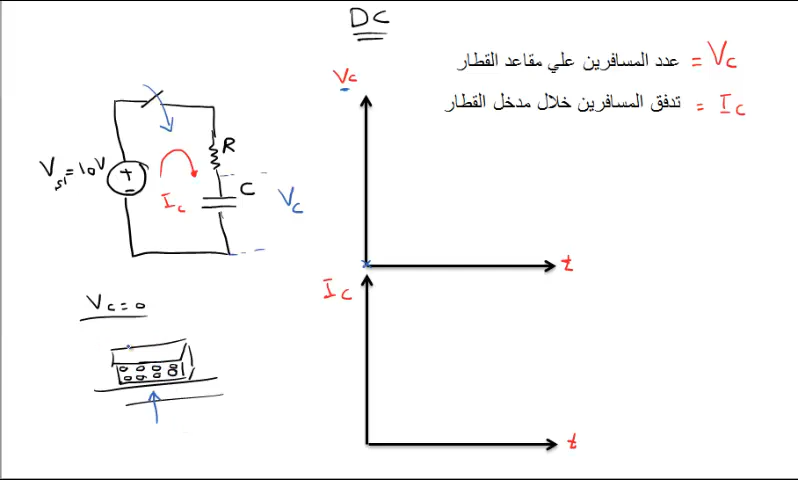 DC
عدد المسافرين علي مقاعد القطار = Vc
تدفق المسافرين خلال مدخل القطار = Ic
Vc
R
Vs1=10V
+
-
C
Ic
Vc
t
Ic
Vc=0
t